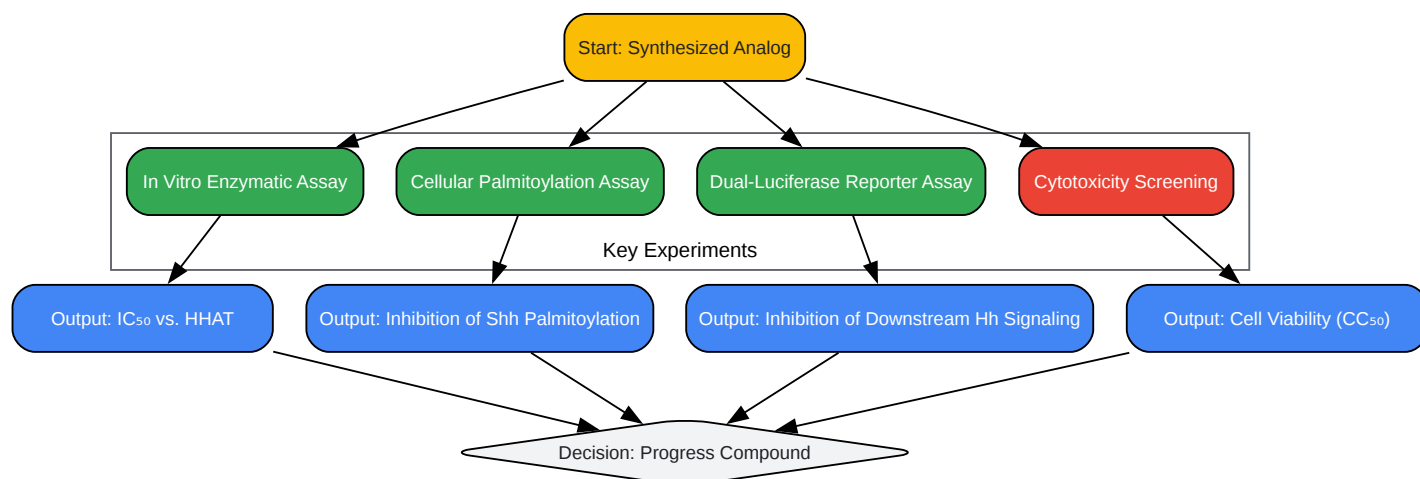 Start: Synthesized Analog
In Vitro Enzymatic Assay
Cellular Palmitoylation Assay
Dual-Luciferase Reporter Assay
Cytotoxicity Screening
Key Experiments
Output: IC₅₀ vs. HHAT
Output: Inhibition of Shh Palmitoylation
Output: Inhibition of Downstream Hh Signaling
Output: Cell Viability (CC₅₀)
Decision: Progress Compound